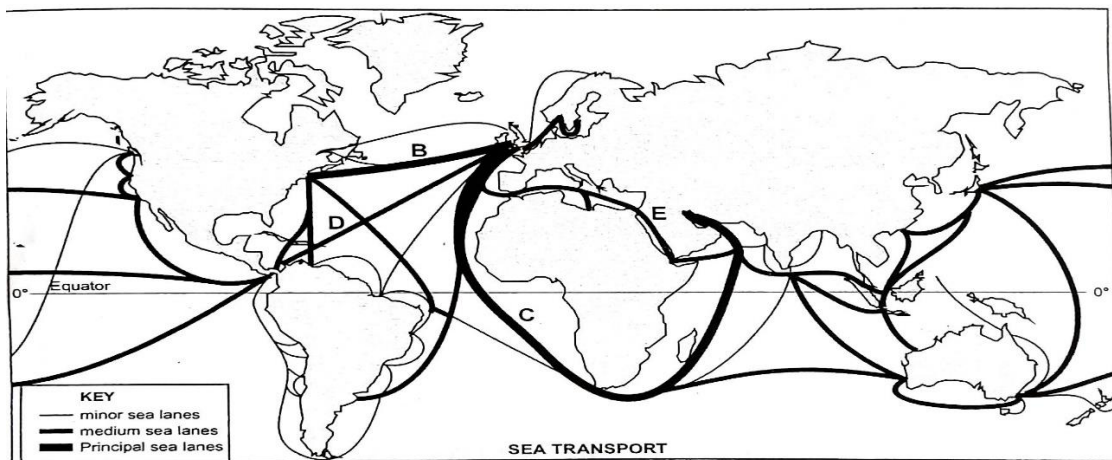 B
D
E
0°
Equator
0°
C
KEY
minor sea lanes
medium sea lanes
Principal sea lanes
SEA TRANSPORT